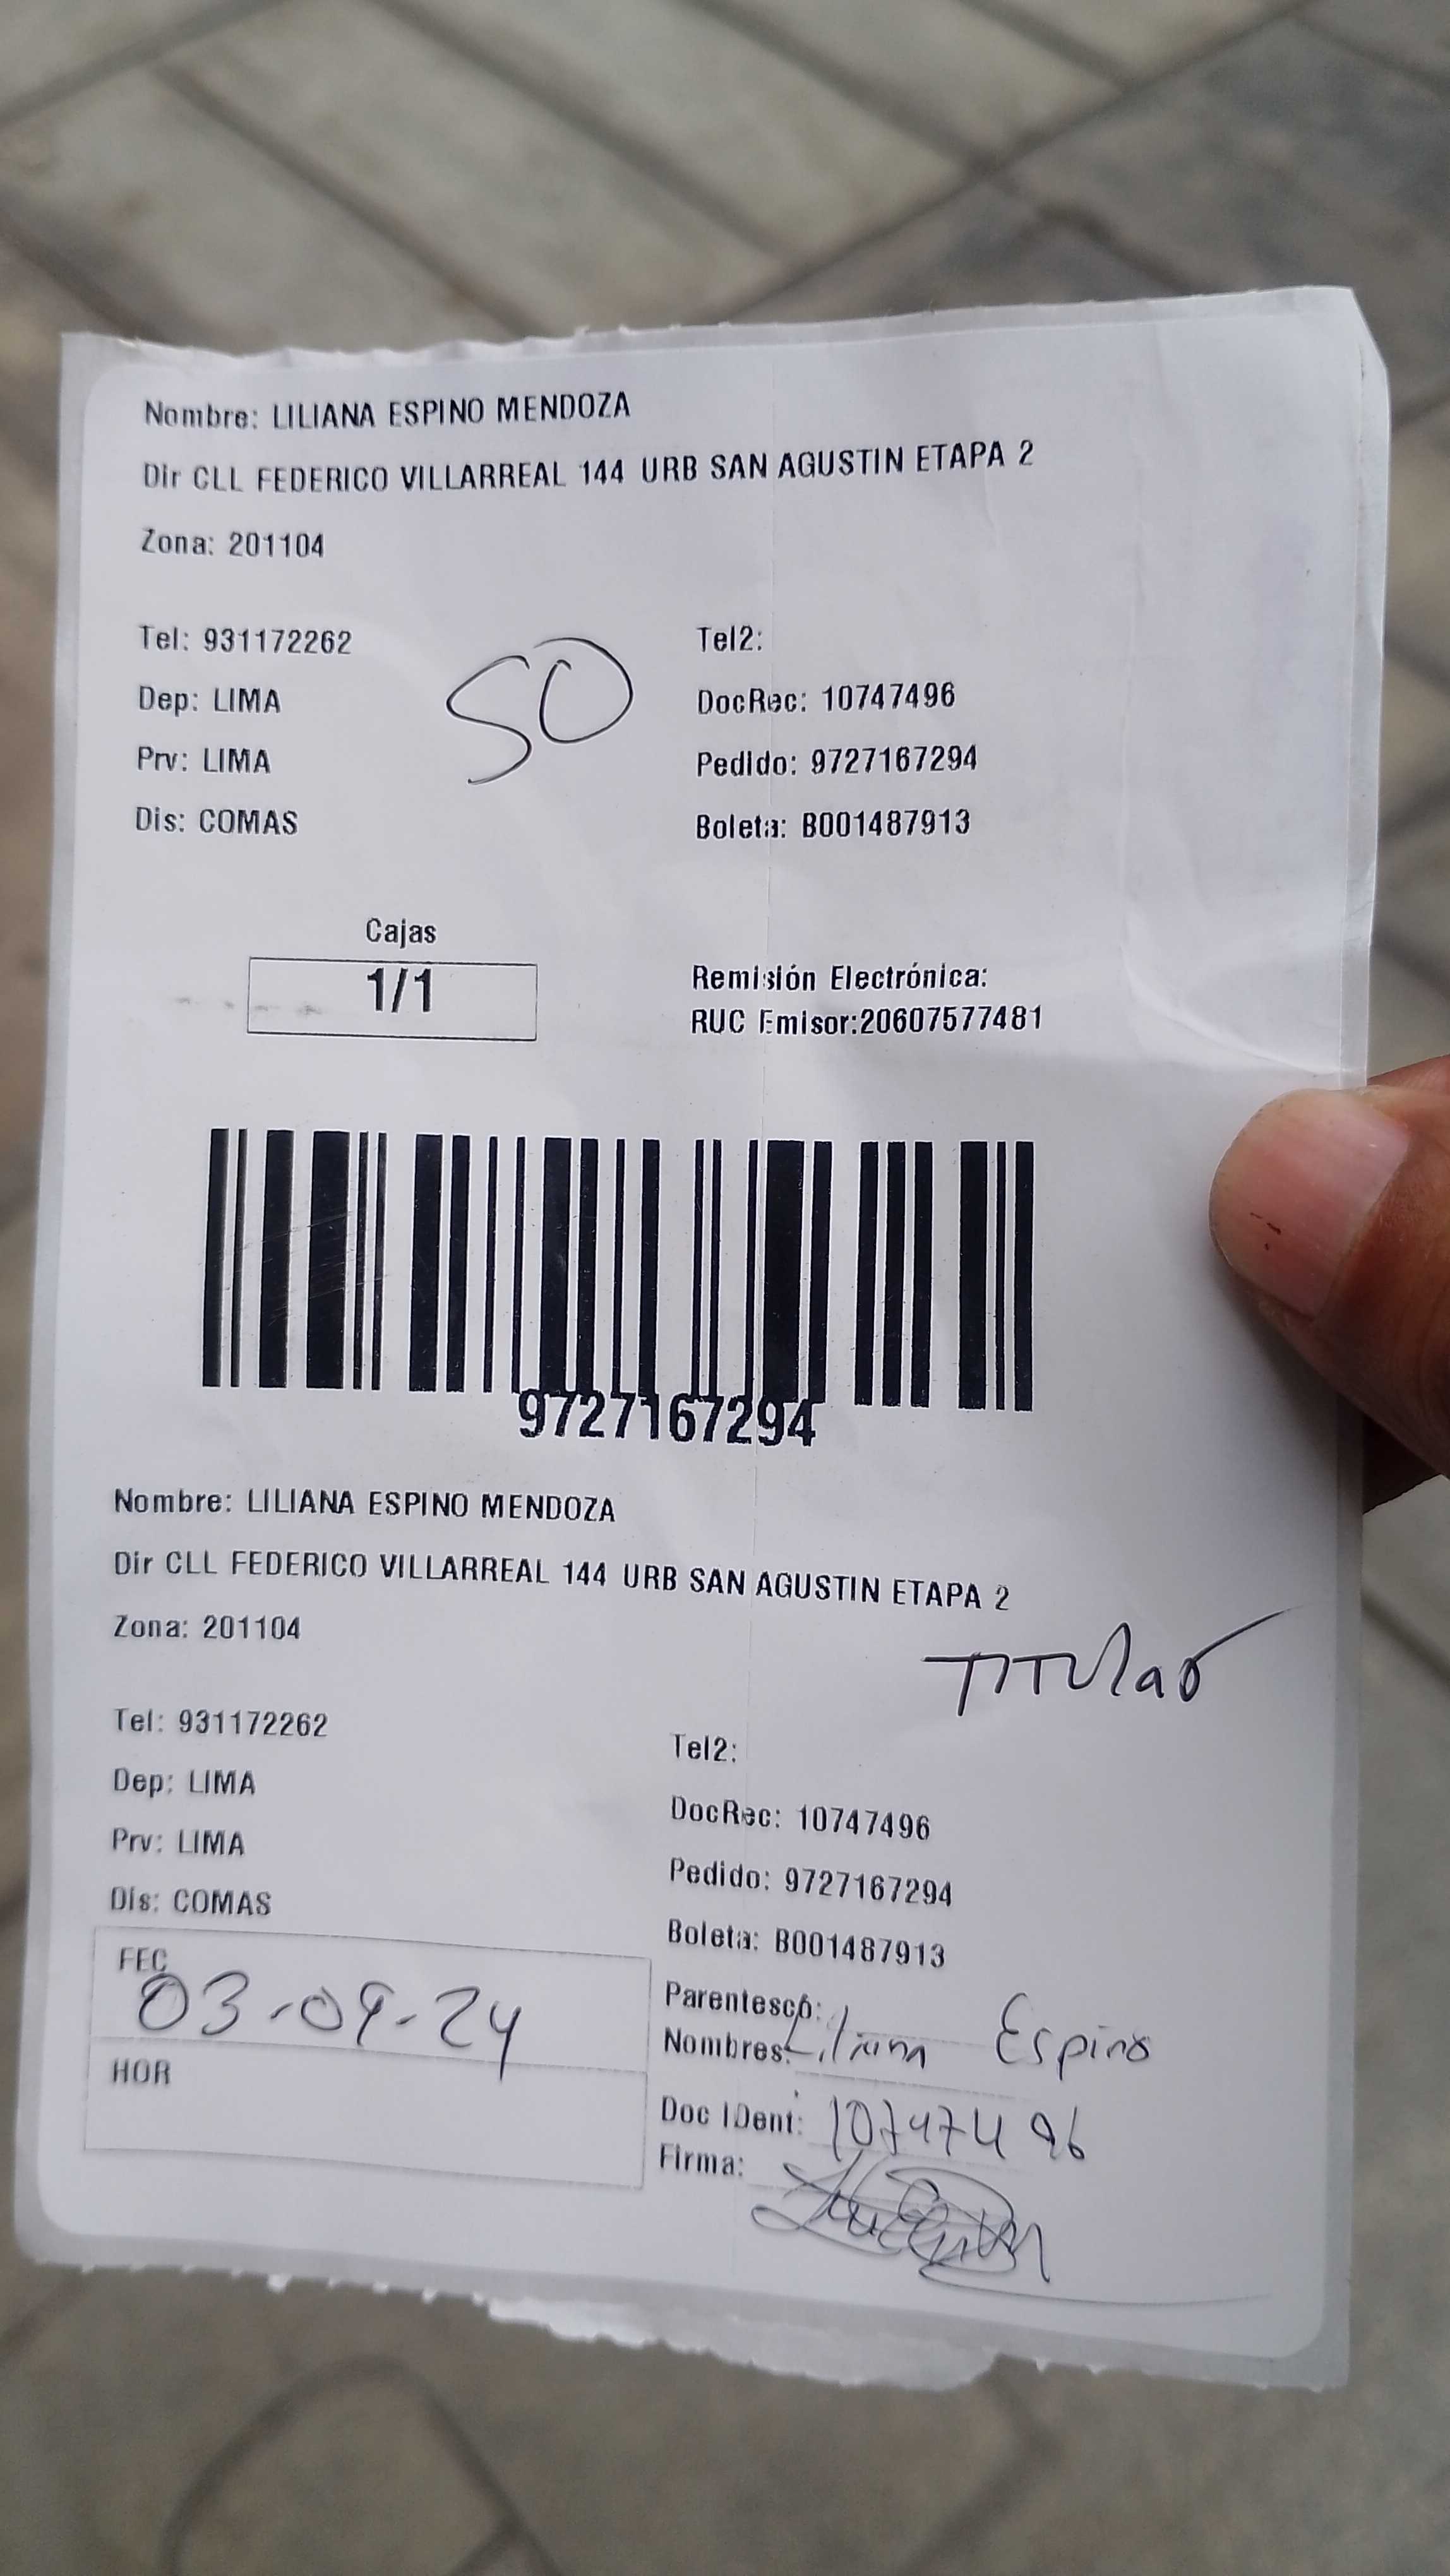 Nombre: LILIANA ESPINO MENDOZA
Dir CLL FEDERICO VILLARREAL 144 URB SAN AGUSTIN ETAPA 2
Zona: 201104
Tel: 931172262
Tel2:
50
Dep: LIMA
DocRec: 10747496
Prv: LIMA
Pedido: 9727167294
Dis: COMAS
Boleta: B001487913
Cajas
1/1
Remisión Electrónica:
RUC Emisor:20607577481
9727167294
Nombre: LILIANA ESPINO MENDOZA
Dir CLL FEDERICO VILLARREAL 144 URB SAN AGUSTIN ETAPA 2
Zona: 201104
TITUlar
Tel: 931172262
Tel2:
Dep: LIMA
DocRec: 10747496
Prv: LIMA
Pedido: 9727167294
Dis: COMAS
Boleta: B001487913
FEC
03-09-24
HOR
Parentesco:
Nombres: Liliana Espino
Doc IDent: 10747496
Firma: